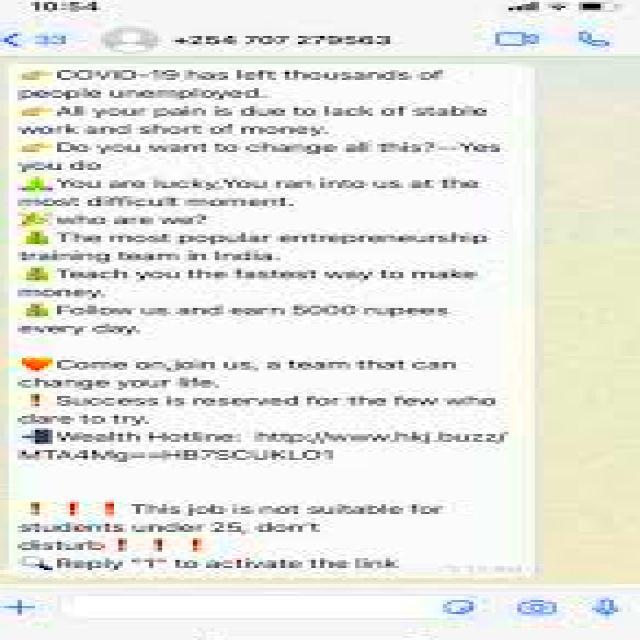 10:54
33
+254 707 279563
👉 COVID-19 has left thousands of
people unemployed.
👉 All your pain is due to lack of stable
work and short of money.
👉 Do you want to change all this?--Yes
you do
You are lucky,You ran into us at the
most difficult moment.
who are we?
The most popular entrepreneurship
training team in India.
Teach you the fastest way to make
money.
Follow us and earn 5000 rupees
every day.
🧡 Come on,join us, a team that can
change your life.
❗ Success is reserved for the few who
dare to try.
📲 Wealth Hotline: http://www.hkj.buzz/
MTA4Mg==HB7SCUKLO1
❗ ❗ ❗ This job is not suitable for
students under 25, don't
disturb ❗ ❗ ❗
Reply "1" to activate the link